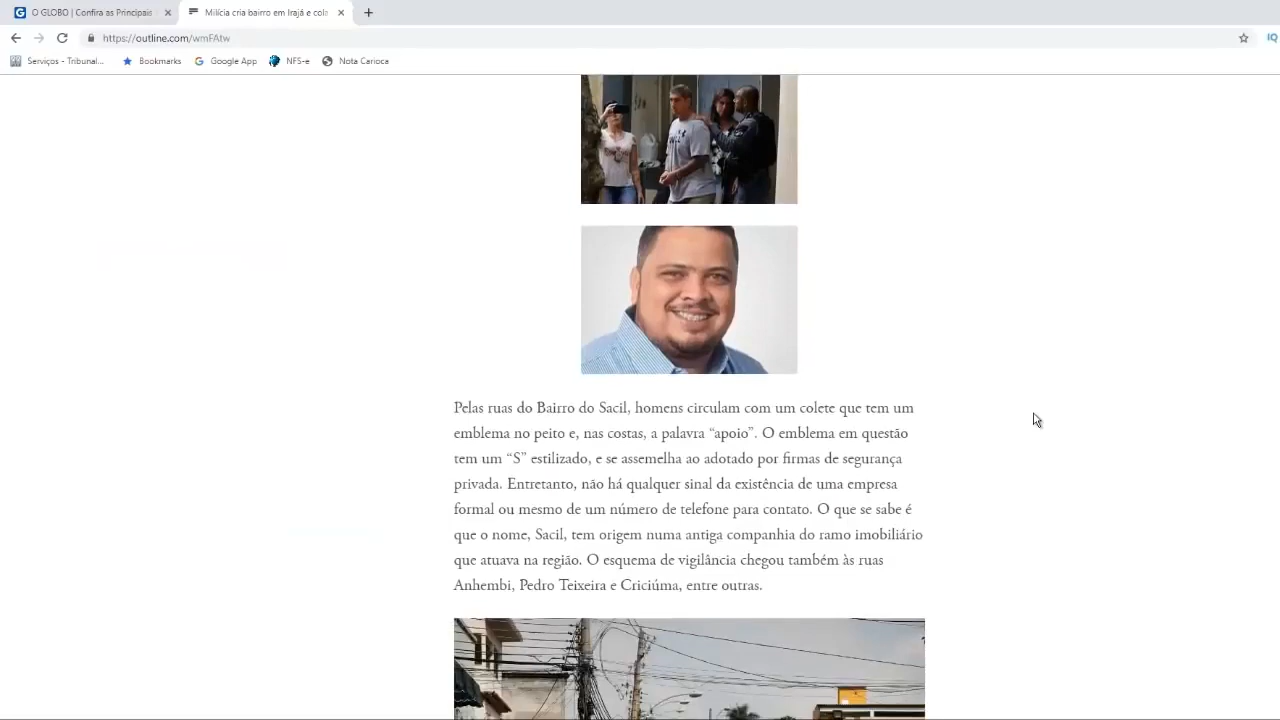 O GLOBO | Confira as Principais
Milícia cria bairro em Irajá e cola
https://outline.com/wmFAtw
IQ
Serviços - Tribunal...
Bookmarks
Google App
NFS-e
Nota Carioca
Pelas ruas do Bairro do Sacil, homens circulam com um colete que tem um
emblema no peito e, nas costas, a palavra “apoio”. O emblema em questão
tem um “S” estilizado, e se assemelha ao adotado por firmas de segurança
privada. Entretanto, não há qualquer sinal da existência de uma empresa
formal ou mesmo de um número de telefone para contato. O que se sabe é
que o nome, Sacil, tem origem numa antiga companhia do ramo imobiliário
que atuava na região. O esquema de vigilância chegou também às ruas
Anhembi, Pedro Teixeira e Criciúma, entre outras.